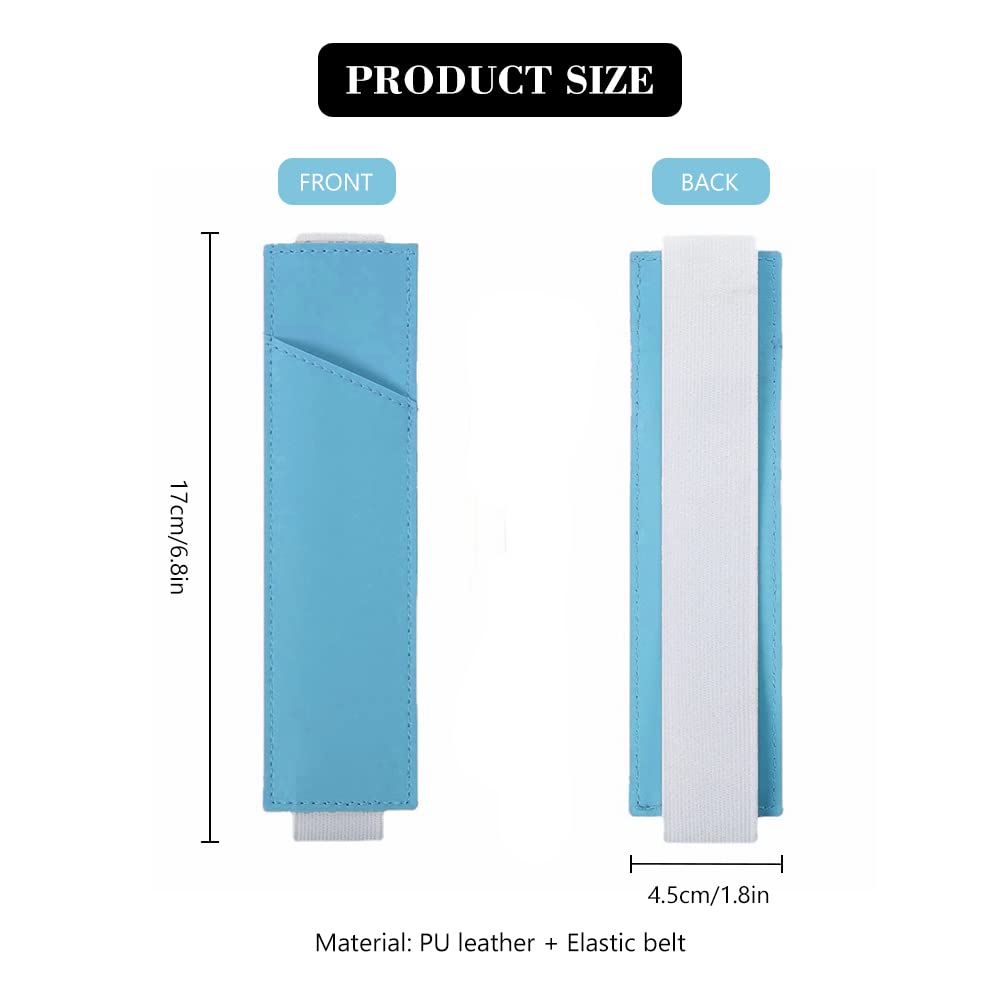 PRODUCT SIZE
FRONT
BACK
17cm/6.8in
4.5cm/1.8in
Material: PU leather + Elastic belt